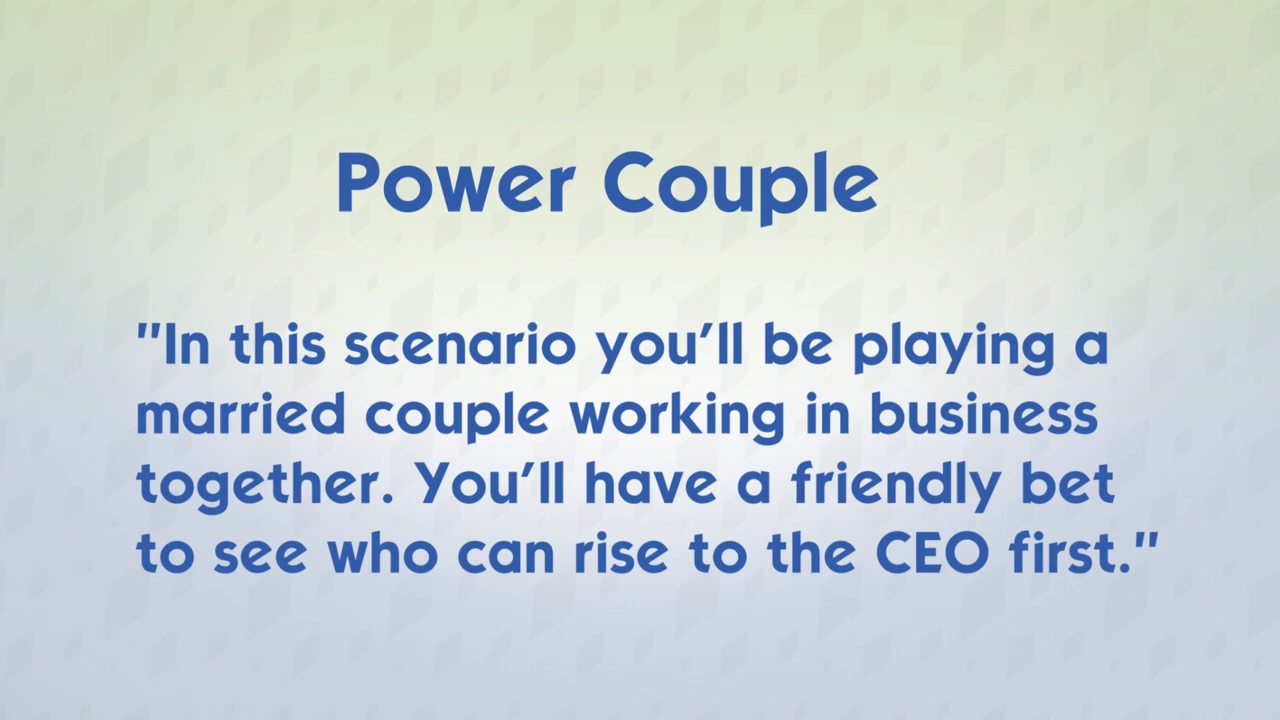 Power Couple
"In this scenario you’ll be playing a
married couple working in business
together. You’ll have a friendly bet
to see who can rise to the CEO first."